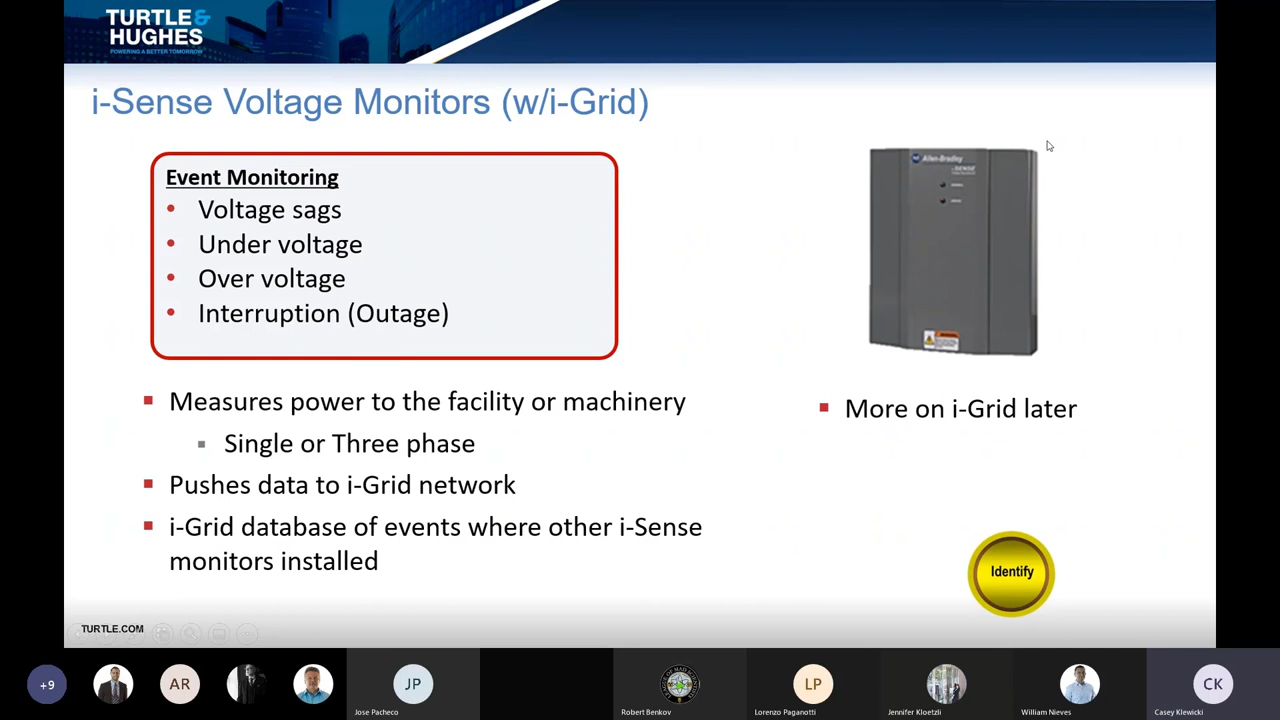 TURTLE &
HUGHES
POWERING A BETTER TOMORROW
i-Sense Voltage Monitors (w/i-Grid)
Event Monitoring
• Voltage sags
• Under voltage
• Over voltage
• Interruption (Outage)
Allen-Bradley
i-SENSE
Measures power to the facility or machinery
Single or Three phase
Pushes data to i-Grid network
i-Grid database of events where other i-Sense
monitors installed
More on i-Grid later
Identify
TURTLE.COM
+9
AR
JP
LP
CK
Jose Pacheco
Robert Benkov
Lorenzo Paganotti
Jennifer Kloetzli
William Nieves
Casey Klewicki